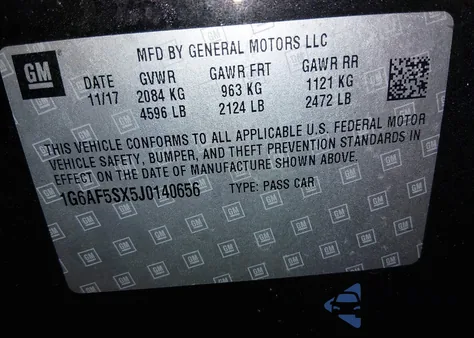 MFD BY GENERAL MOTORS LLC
GM
DATE GVWR GAWR FRT GAWR RR
11/17 2084 KG 963 KG 1121 KG
4596 LB 2124 LB 2472 LB
THIS VEHICLE CONFORMS TO ALL APPLICABLE U.S. FEDERAL MOTOR
VEHICLE SAFETY, BUMPER, AND THEFT PREVENTION STANDARDS IN
EFFECT ON THE DATE OF MANUFACTURE SHOWN ABOVE.
1G6AF5SX5J0140656 TYPE: PASS CAR